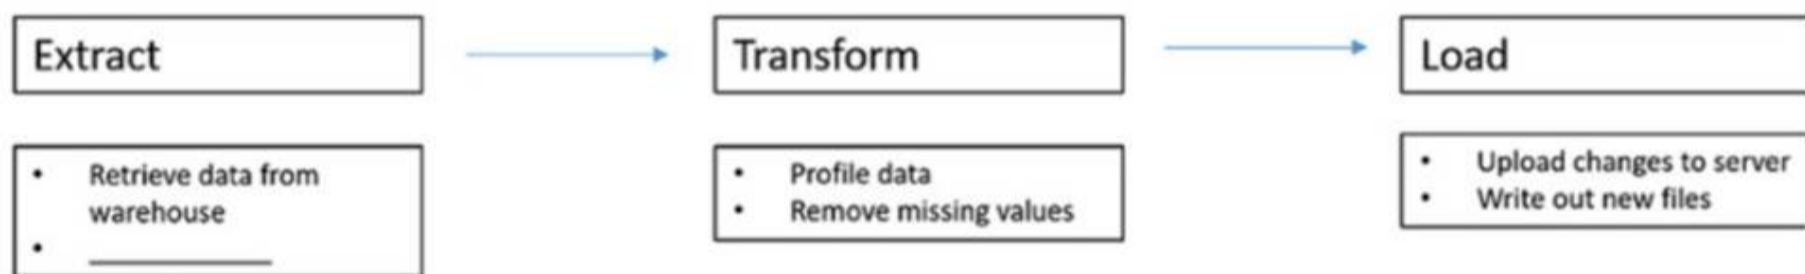 Extract
Transform
Load
• Retrieve data from
warehouse
• ____________
• Profile data
• Remove missing values
• Upload changes to server
• Write out new files